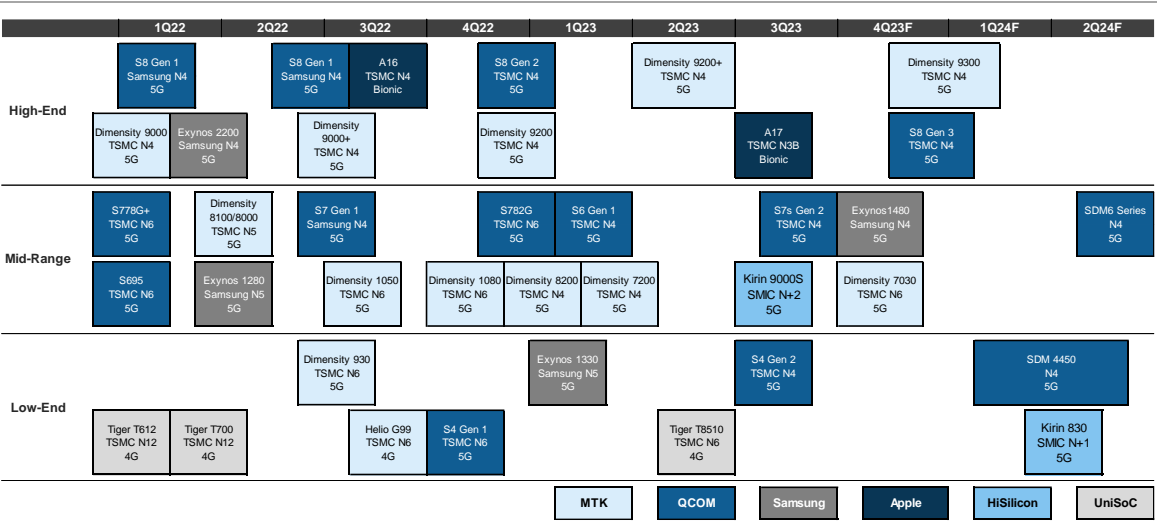 1Q22 2Q22 3Q22 4Q22 1Q23 2Q23 3Q23 4Q23F 1Q24F 2Q24F
High-End
S8 Gen 1
Samsung N4
5G
S8 Gen 1
Samsung N4
5G
A16
TSMC N4
Bionic
S8 Gen 2
TSMC N4
5G
Dimensity 9200+
TSMC N4
5G
Dimensity 9300
TSMC N4
5G
Dimensity 9000
TSMC N4
5G
Exynos 2200
Samsung N4
5G
Dimensity
9000+
TSMC N4
5G
Dimensity 9200
TSMC N4
5G
A17
TSMC N3B
Bionic
S8 Gen 3
TSMC N4
5G
Mid-Range
S778G+
TSMC N6
5G
Dimensity
8100/8000
TSMC N5
5G
S7 Gen 1
Samsung N4
5G
S782G
TSMC N6
5G
S6 Gen 1
TSMC N4
5G
S7s Gen 2
TSMC N4
5G
Exynos1480
Samsung N4
5G
SDM6 Series
N4
5G
S695
TSMC N6
5G
Exynos 1280
Samsung N5
5G
Dimensity 1050
TSMC N6
5G
Dimensity 1080
TSMC N6
5G
Dimensity 8200
TSMC N4
5G
Dimensity 7200
TSMC N4
5G
Kirin 9000S
SMIC N+2
5G
Dimensity 7030
TSMC N6
5G
Low-End
Dimensity 930
TSMC N6
5G
Exynos 1330
Samsung N5
5G
S4 Gen 2
TSMC N4
5G
SDM 4450
N4
5G
Tiger T612
TSMC N12
4G
Tiger T700
TSMC N12
4G
Helio G99
TSMC N6
4G
S4 Gen 1
TSMC N6
5G
Tiger T8510
TSMC N6
4G
Kirin 830
SMIC N+1
5G
MTK QCOM Samsung Apple HiSilicon UniSoC